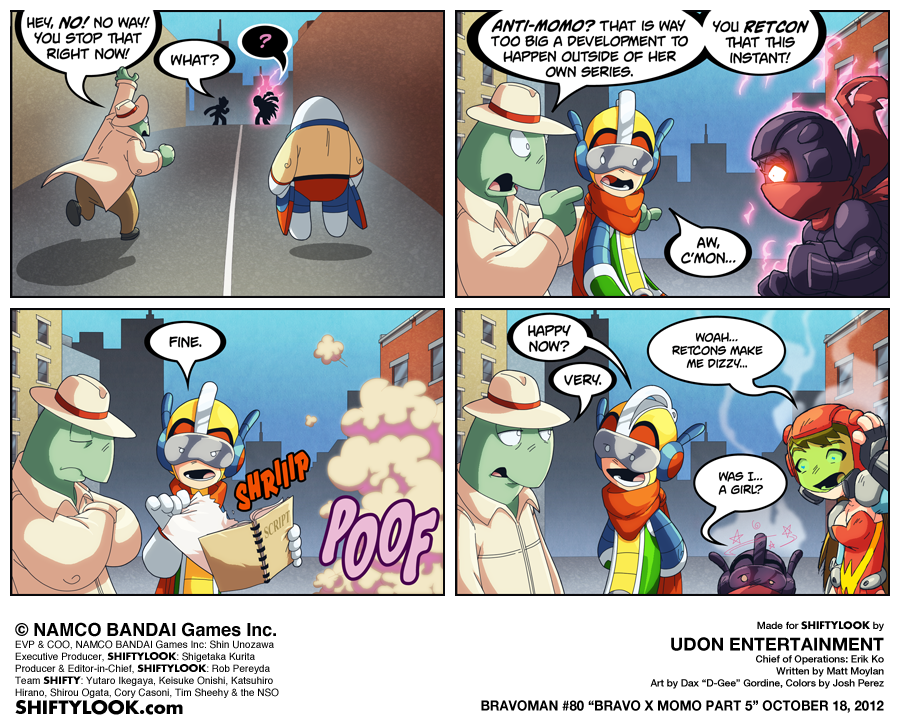 HEY, NO! NO WAY!
YOU STOP THAT
RIGHT NOW!
WHAT?
?
ANTI-MOMO? THAT IS WAY
TOO BIG A DEVELOPMENT TO
HAPPEN OUTSIDE OF HER
OWN SERIES.
YOU RETCON
THAT THIS
INSTANT!
AW,
C'MON...
FINE.
SHRIIIP
SCRIPT
POOF
HAPPY
NOW?
VERY.
WOAH...
RETCONS MAKE
ME DIZZY...
WAS I...
A GIRL?
© NAMCO BANDAI Games Inc.
EVP & COO, NAMCO BANDAI Games Inc: Shin Unozawa
Executive Producer, SHIFTYLOOK: Shigetaka Kurita
Producer & Editor-in-Chief, SHIFTYLOOK: Rob Pereyda
Team SHIFTY: Yutaro Ikegaya, Keisuke Onishi, Katsuhiro
Hirano, Shirou Ogata, Cory Casoni, Tim Sheehy & the NSO
SHIFTYLOOK.com
Made for SHIFTYLOOK by
UDON ENTERTAINMENT
Chief of Operations: Erik Ko
Written by Matt Moylan
Art by Dax "D-Gee" Gordine, Colors by Josh Perez
BRAVOMAN #80 "BRAVO X MOMO PART 5" OCTOBER 18, 2012